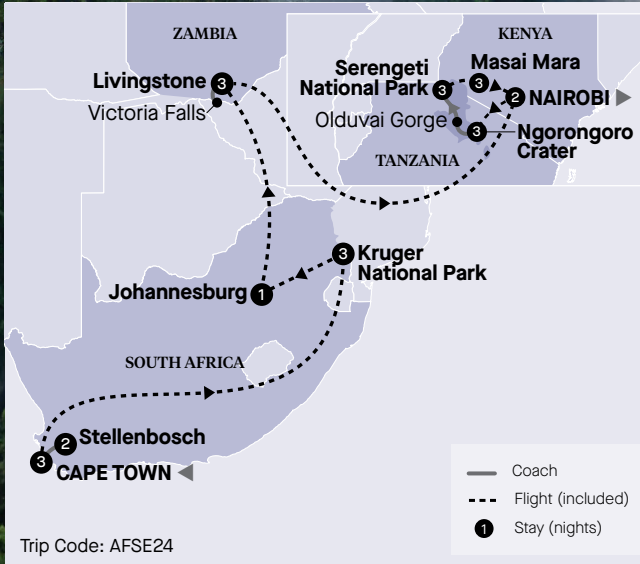 ZAMBIA
KENYA
Masai Mara
3
Serengeti
National Park
3
2
NAIROBI
Livingstone
3
Victoria Falls
Olduvai Gorge
3
Ngorongoro
Crater
TANZANIA
3
Kruger
National Park
Johannesburg
1
SOUTH AFRICA
2
Stellenbosch
3
CAPE TOWN
Coach
Flight (included)
1
Stay (nights)
Trip Code: AFSE24